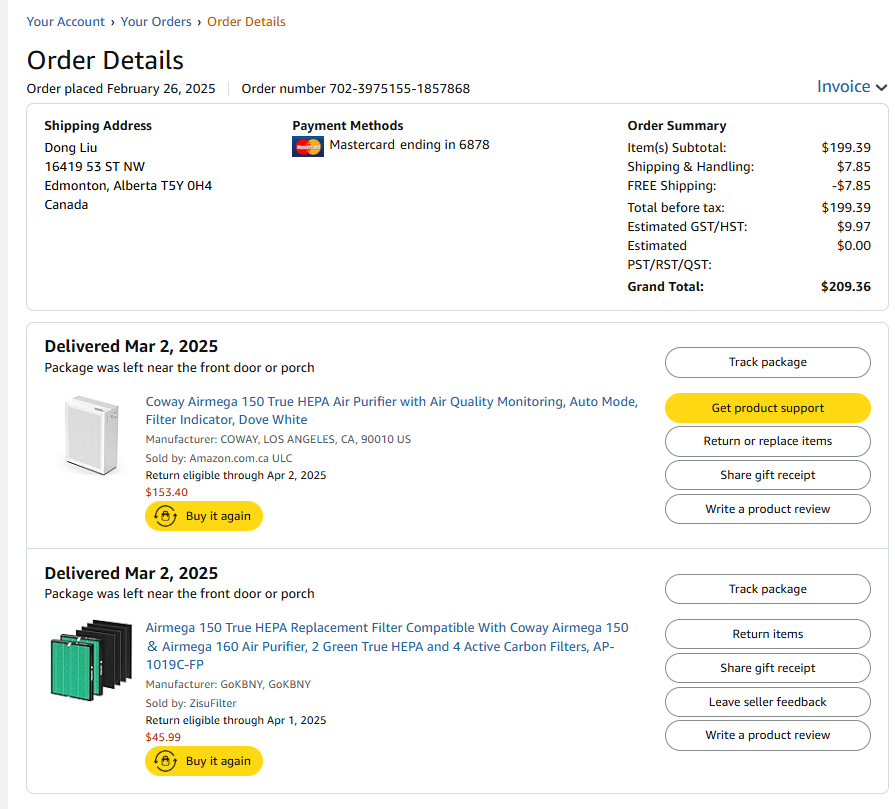 Your Account › Your Orders › Order Details
Order Details
Order placed February 26, 2025 Order number 702-3975155-1857868
Invoice
Shipping Address
Dong Liu
16419 53 ST NW
Edmonton, Alberta T5Y 0H4
Canada
Payment Methods
MasterCard Mastercard ending in 6878
Order Summary
Item(s) Subtotal: $199.39
Shipping & Handling: $7.85
FREE Shipping: -$7.85
Total before tax: $199.39
Estimated GST/HST: $9.97
Estimated $0.00
PST/RST/QST:
Grand Total: $209.36
Delivered Mar 2, 2025
Package was left near the front door or porch
Coway Airmega 150 True HEPA Air Purifier with Air Quality Monitoring, Auto Mode,
Filter Indicator, Dove White
Manufacturer: COWAY, LOS ANGELES, CA, 90010 US
Sold by: Amazon.com.ca ULC
Return eligible through Apr 2, 2025
$153.40
Buy it again
Track package
Get product support
Return or replace items
Share gift receipt
Write a product review
Delivered Mar 2, 2025
Package was left near the front door or porch
Airmega 150 True HEPA Replacement Filter Compatible With Coway Airmega 150
& Airmega 160 Air Purifier, 2 Green True HEPA and 4 Active Carbon Filters, AP-
1019C-FP
Manufacturer: GoKBNY, GoKBNY
Sold by: ZisuFilter
Return eligible through Apr 1, 2025
$45.99
Buy it again
Track package
Return items
Share gift receipt
Leave seller feedback
Write a product review